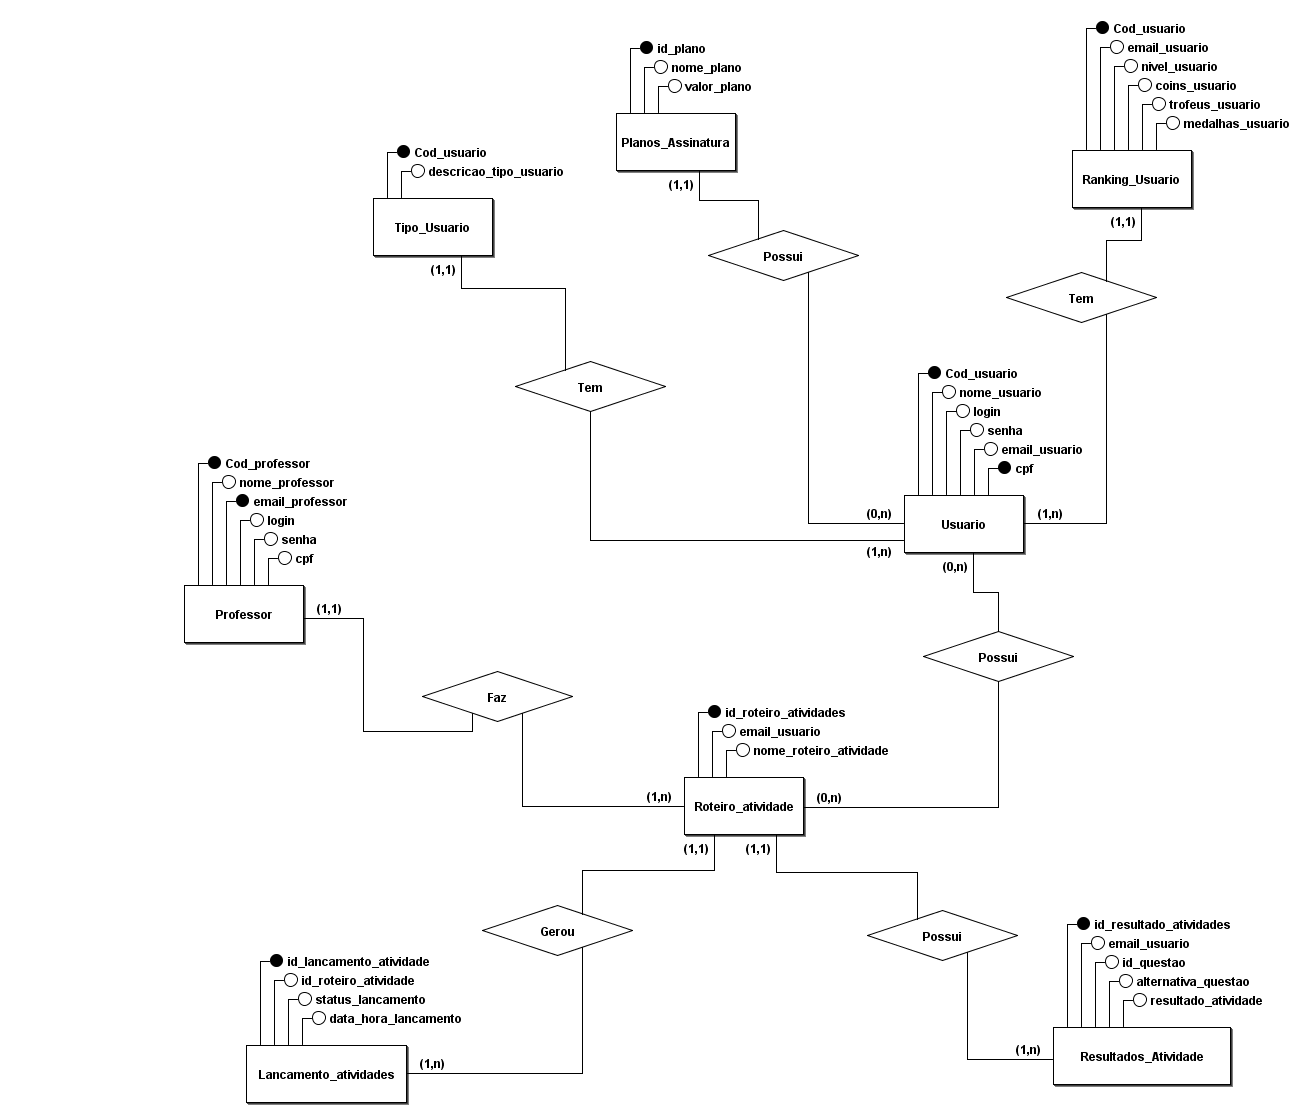 Cod_usuario
email_usuario
nivel_usuario
coins_usuario
trofeus_usuario
medalhas_usuario
Ranking_Usuario
(1,1)
Tem
id_plano
nome_plano
valor_plano
Planos_Assinatura
(1,1)
Possui
Cod_usuario
descricao_tipo_usuario
Tipo_Usuario
(1,1)
Tem
Cod_usuario
nome_usuario
login
senha
email_usuario
cpf
(0,n)
Usuario
(1,n)
(1,n)
(0,n)
Possui
Cod_professor
nome_professor
email_professor
login
senha
cpf
Professor
(1,1)
Faz
id_roteiro_atividades
email_usuario
nome_roteiro_atividade
(1,n)
Roteiro_atividade
(0,n)
(1,1)
(1,1)
Gerou
Possui
id_lancamento_atividade
id_roteiro_atividade
status_lancamento
data_hora_lancamento
Lancamento_atividades
(1,n)
id_resultado_atividades
email_usuario
id_questao
alternativa_questao
resultado_atividade
(1,n)
Resultados_Atividade